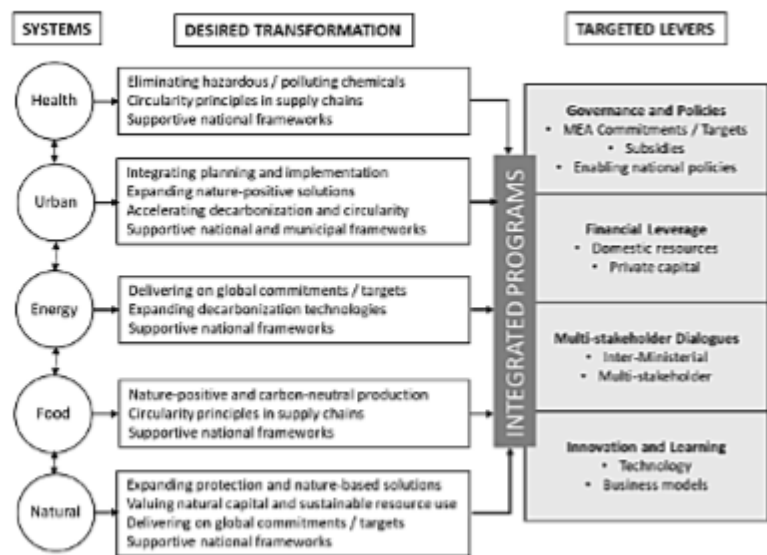 SYSTEMS
DESIRED TRANSFORMATION
TARGETED LEVERS
Health
Eliminating hazardous / polluting chemicals
Circularity principles in supply chains
Supportive national frameworks
Urban
Integrating planning and implementation
Expanding nature-positive solutions
Accelerating decarbonization and circularity
Supportive national and municipal frameworks
Energy
Delivering on global commitments / targets
Expanding decarbonization technologies
Supportive national frameworks
Food
Nature-positive and carbon-neutral production
Circularity principles in supply chains
Supportive national frameworks
Natural
Expanding protection and nature-based solutions
Valuing natural capital and sustainable resource use
Delivering on global commitments / targets
Supportive national frameworks
INTEGRATED PROGRAMS
Governance and Policies
• MEA Commitments / Targets
• Subsidies
• Enabling national policies
Financial Leverage
• Domestic resources
• Private capital
Multi-stakeholder Dialogues
• Inter-Ministerial
• Multi-stakeholder
Innovation and Learning
• Technology
• Business models